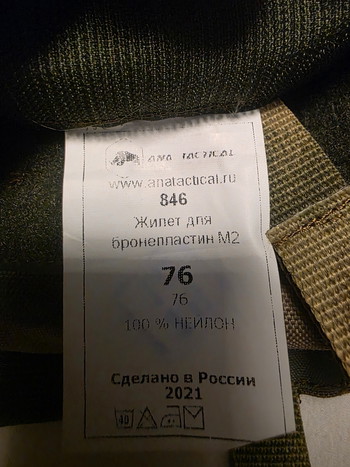 ANA TACTICAL
www.anatactical.ru
846
Жилет для
бронепластин М2
76
76
100 % НЕЙЛОН
Сделано в России
2021